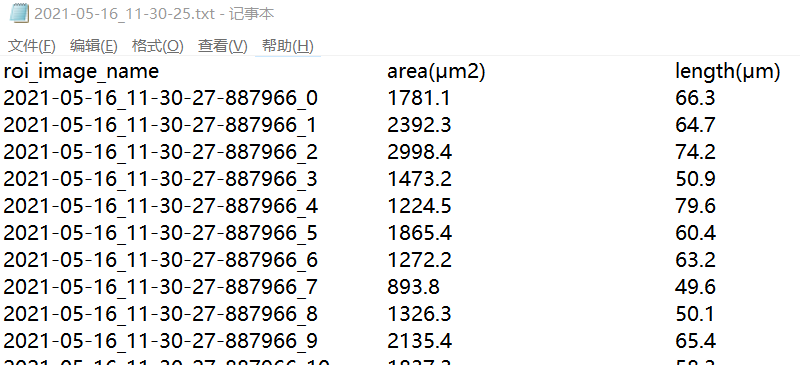 2021-05-16_11-30-25.txt - 记事本
文件(F) 编辑(E) 格式(O) 查看(V) 帮助(H)
roi_image_name area(μm2) length(μm)
2021-05-16_11-30-27-887966_0 1781.1 66.3
2021-05-16_11-30-27-887966_1 2392.3 64.7
2021-05-16_11-30-27-887966_2 2998.4 74.2
2021-05-16_11-30-27-887966_3 1473.2 50.9
2021-05-16_11-30-27-887966_4 1224.5 79.6
2021-05-16_11-30-27-887966_5 1865.4 60.4
2021-05-16_11-30-27-887966_6 1272.2 63.2
2021-05-16_11-30-27-887966_7 893.8 49.6
2021-05-16_11-30-27-887966_8 1326.3 50.1
2021-05-16_11-30-27-887966_9 2135.4 65.4
2021-05-16_11-30-27-887966_10